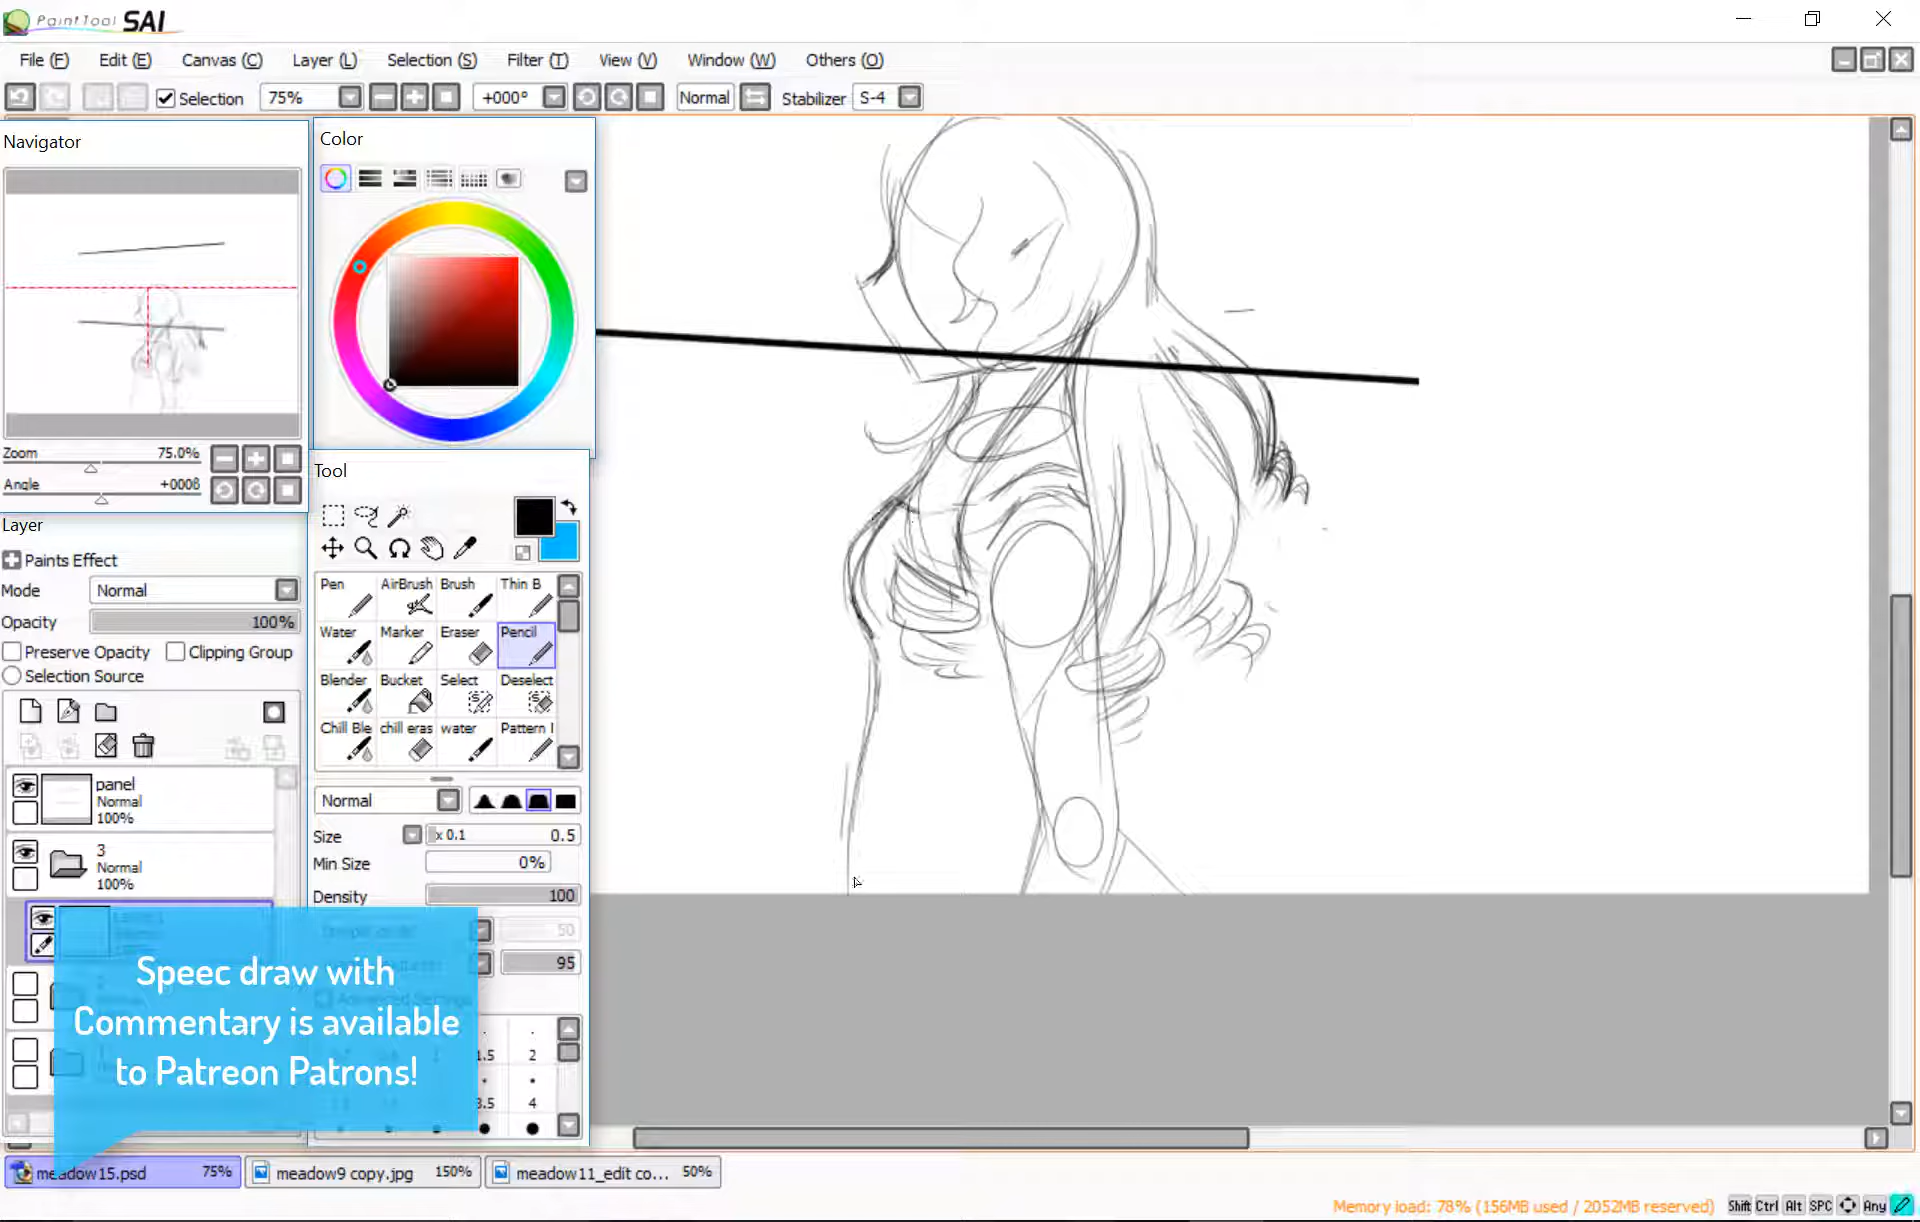 PaintTool SAI
File (F) Edit (E) Canvas (C) Layer (L) Selection (S) Filter (T) View (V) Window (W) Others (O)
Selection 75% +000° Normal Stabilizer S-4
Navigator
Zoom 75.0%
Angle +000ß
Color
Tool
Layer
Paints Effect
Mode Normal
Opacity 100%
Preserve Opacity Clipping Group
Selection Source
panel
Normal
100%
3
Normal
100%
Pen AirBrush Brush Thin B
Water Marker Eraser Pencil
Blender Bucket Select Deselect
Chill Ble chill eras water Pattern I
Normal
Size x 0.1 0.5
Min Size 0%
Density 100
50
95
1.5 2
3.5 4
Speec draw with
Commentary is available
to Patreon Patrons!
meadow15.psd 75% meadow9 copy.jpg 150% meadow11_edit co... 50%
Memory load: 78% (156MB used / 2052MB reserved) Shift Ctrl Alt SPC Any